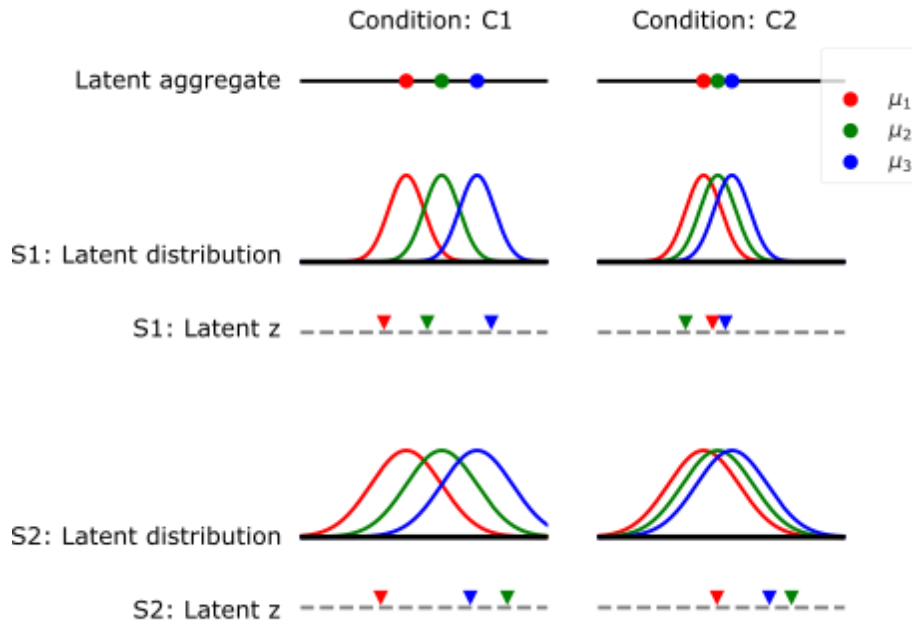 Condition: C1
Condition: C2
Latent aggregate
μ₁
μ₂
μ₃
S1: Latent distribution
S1: Latent z
S2: Latent distribution
S2: Latent z